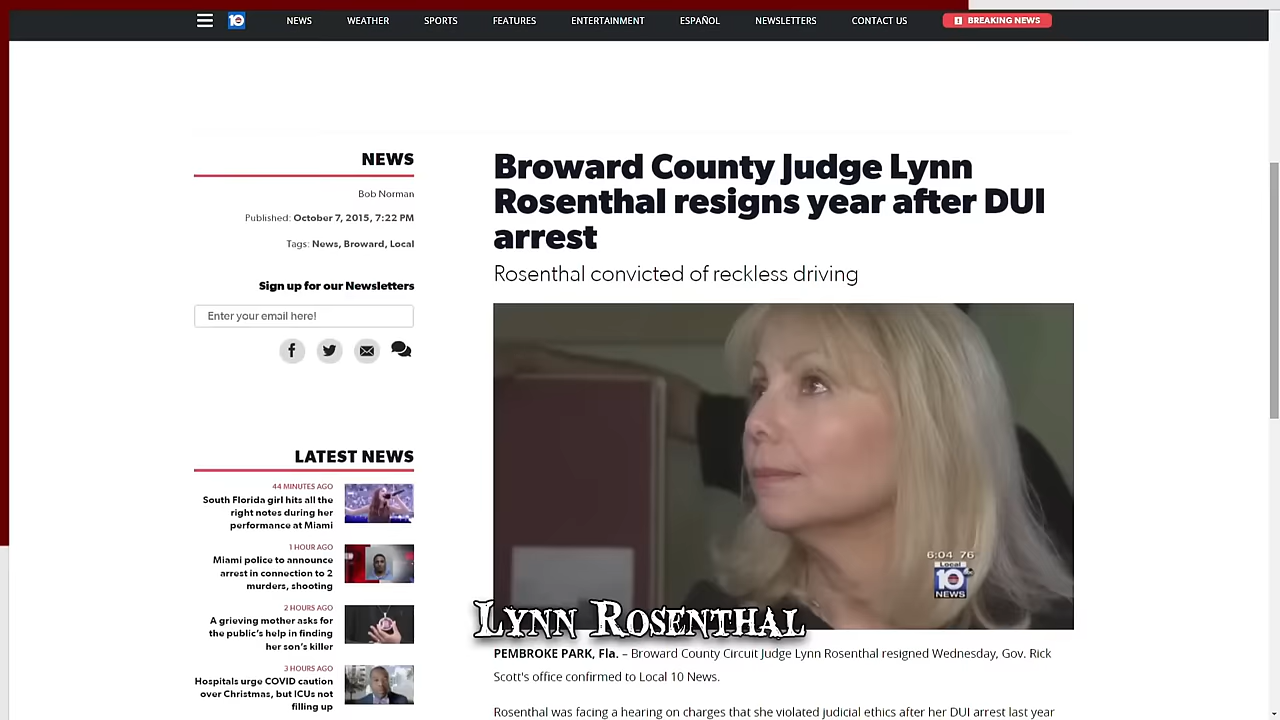 10
NEWS
WEATHER
SPORTS
FEATURES
ENTERTAINMENT
ESPAÑOL
NEWSLETTERS
CONTACT US
BREAKING NEWS
NEWS
Bob Norman
Published: October 7, 2015, 7:22 PM
Tags: News, Broward, Local
Sign up for our Newsletters
Enter your email here!
LATEST NEWS
44 MINUTES AGO
South Florida girl hits all the
right notes during her
performance at Miami
1 HOUR AGO
Miami police to announce
arrest in connection to 2
murders, shooting
2 HOURS AGO
A grieving mother asks for
the public's help in finding
her son's killer
3 HOURS AGO
Hospitals urge COVID caution
over Christmas, but ICUs not
filling up
Broward County Judge Lynn
Rosenthal resigns year after DUI
arrest
Rosenthal convicted of reckless driving
6:04 76
Local
10
NEWS
LYNN ROSENTHAL
PEMBROKE PARK, Fla. – Broward County Circuit Judge Lynn Rosenthal resigned Wednesday, Gov. Rick
Scott's office confirmed to Local 10 News.
Rosenthal was facing a hearing on charges that she violated judicial ethics after her DUI arrest last year